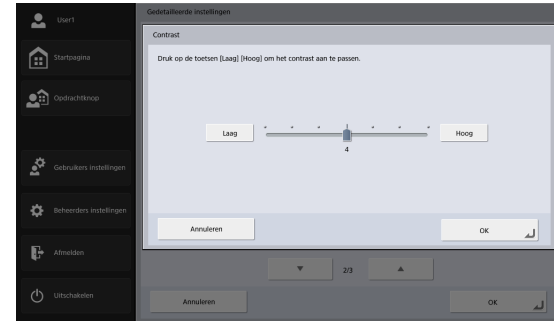 User1
Startpagina
Opdrachtknop
Gebruikers instellingen
Beheerders instellingen
Afmelden
Uitschakelen
Gedetailleerde instellingen
Contrast
Druk op de toetsen [Laag] [Hoog] om het contrast aan te passen.
Laag
Hoog
4
Annuleren
OK
2/3
Annuleren
OK